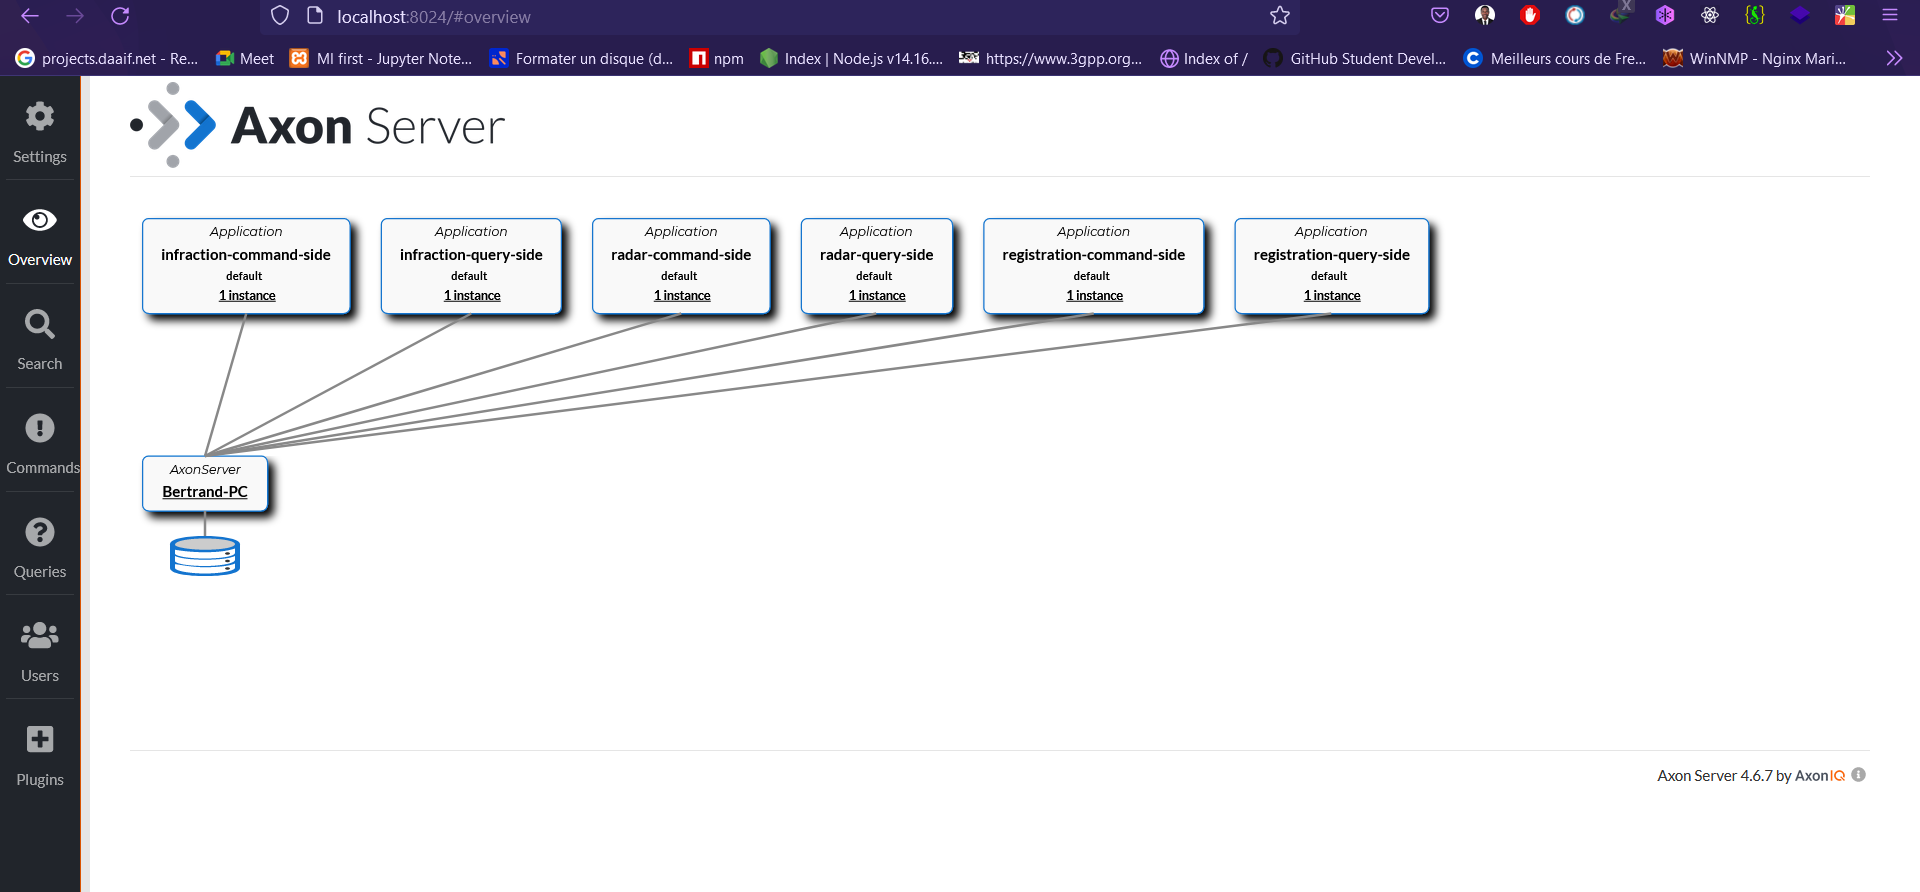 localhost:8024/#overview
X
projects.daaif.net - Re... Meet MI first - Jupyter Note... Formater un disque (d... npm Index | Node.js v14.16.... https://www.3gpp.org... Index of / GitHub Student Devel... Meilleurs cours de Fre... WinNMP - Nginx Mari...
Settings
Overview
Search
Commands
Queries
Users
Plugins
Axon Server
Application
infraction-command-side
default
1 instance
Application
infraction-query-side
default
1 instance
Application
radar-command-side
default
1 instance
Application
radar-query-side
default
1 instance
Application
registration-command-side
default
1 instance
Application
registration-query-side
default
1 instance
AxonServer
Bertrand-PC
Axon Server 4.6.7 by AxonIQ